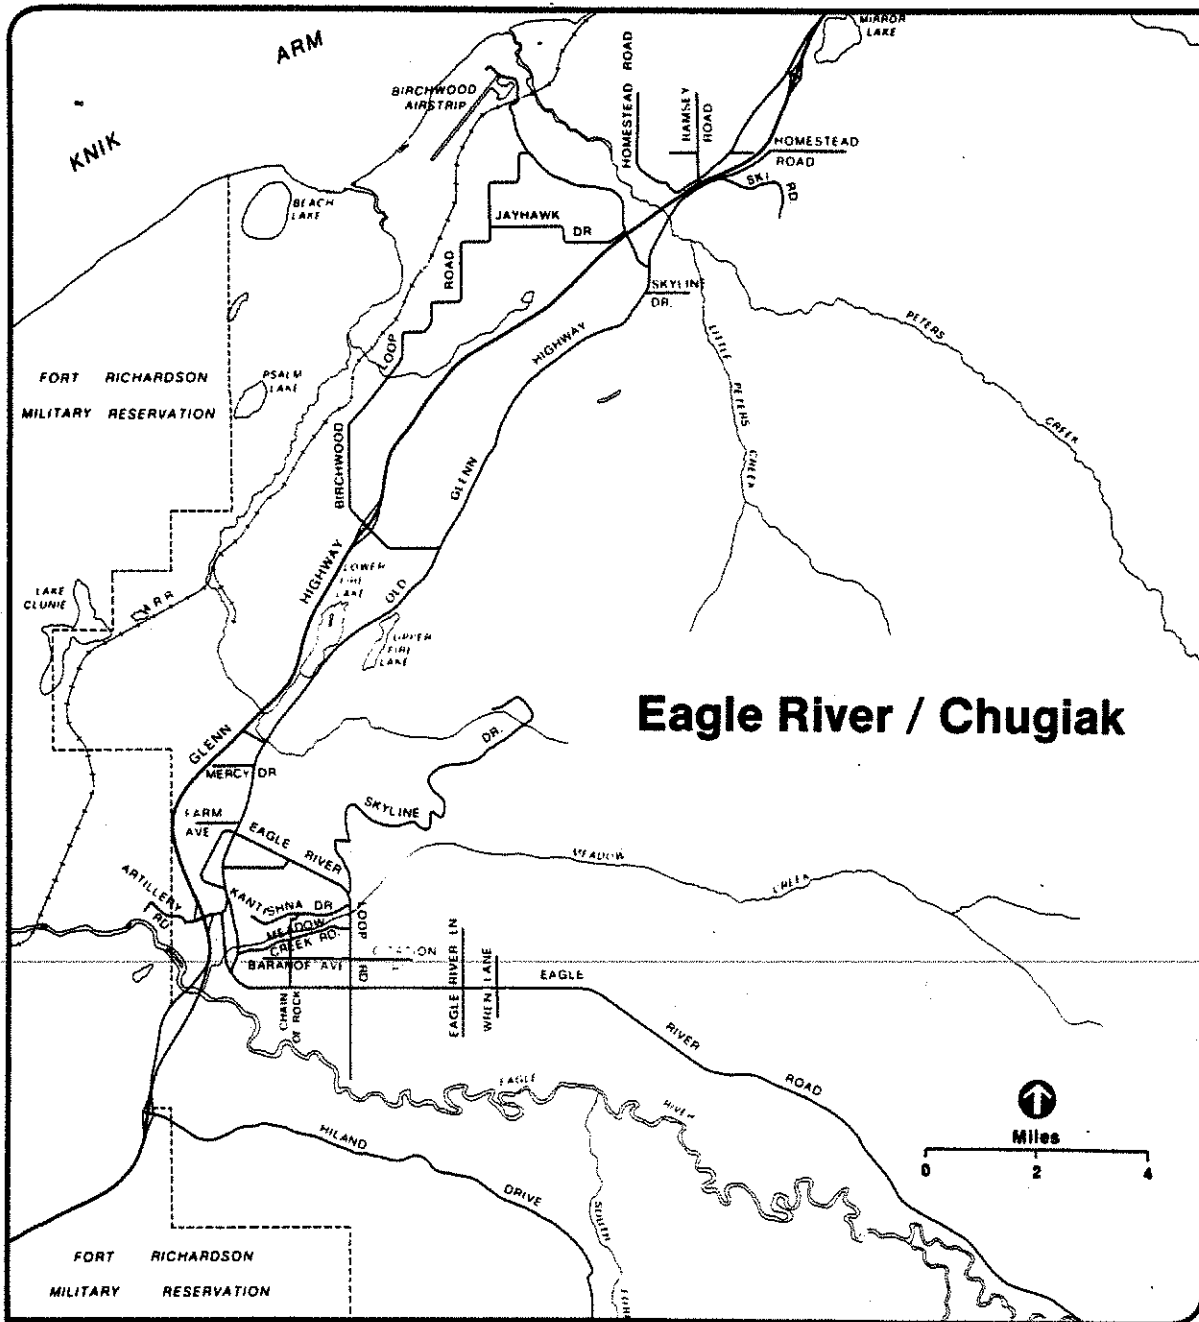 MIRROR
LAKE
ARM
KNIK
BIRCHWOOD
AIRSTRIP
HOMESTEAD ROAD
RAMSEY
ROAD
HOMESTEAD
ROAD
SKI
RD.
BEACH
LAKE
JAYHAWK
DR
ROAD
SKYLINE
DR.
LOOP
HIGHWAY
LITTLE
PETERS
CREEK
PETERS
CREEK
FORT RICHARDSON
MILITARY RESERVATION
PSALM
LAKE
BIRCHWOOD
GLENN
HIGHWAY
LOWER
FIRE
LAKE
OLD
LAKE
CLUNIE
A.R.R.
UPPER
FIRE
LAKE
Eagle River / Chugiak
GLENN
DR.
MERCY DR
SKYLINE
FARM
AVE
EAGLE RIVER
MEADOW
CREEK
ARTILLERY
RD
KANTISHNA DR
LOOP
MEADOW
CREEK RD.
RD
BARANOF AVE
EAGLE RIVER LN
WREN LANE
EAGLE
CHAIN
OF ROCK
RIVER
ROAD
EAGLE
RIVER
HILAND
DRIVE
Miles
0 2 4
SOUTH
FORT RICHARDSON
MILITARY RESERVATION